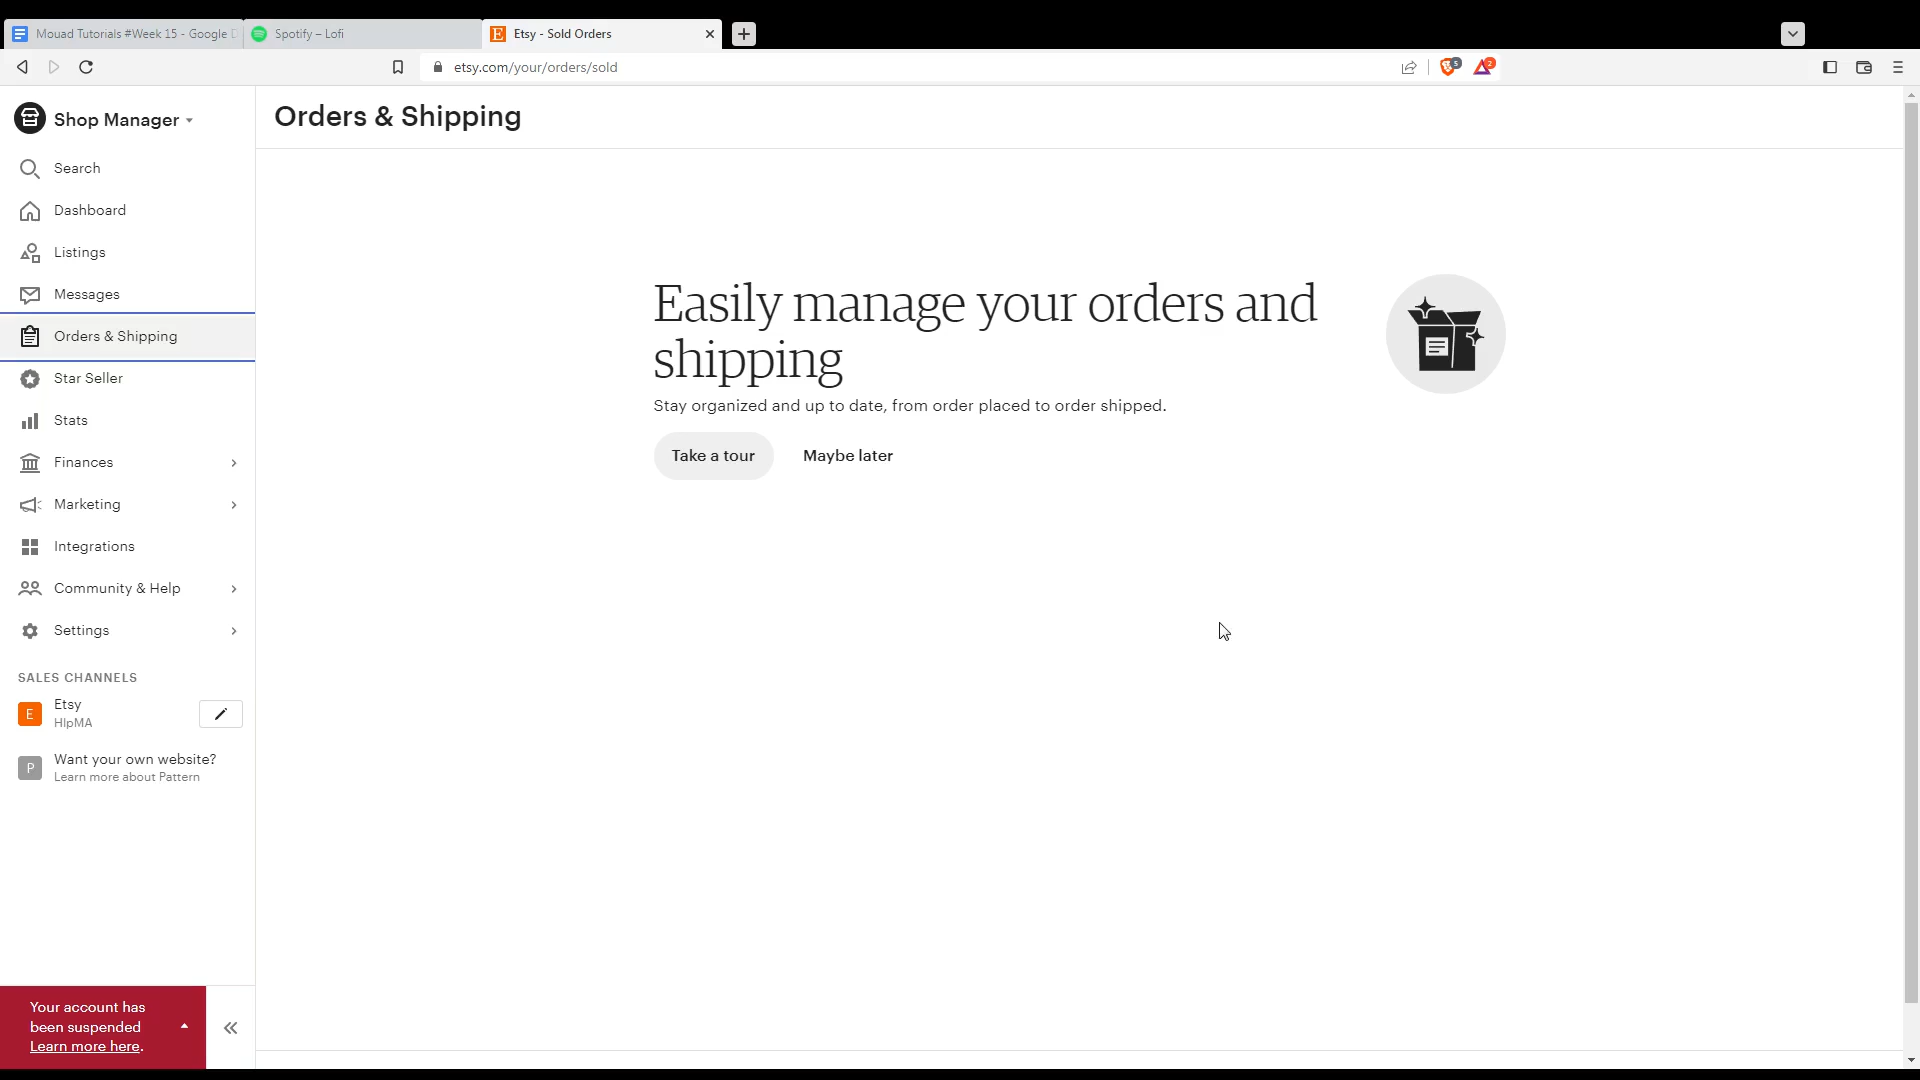 Mouad Tutorials #Week 15 - Google D
Spotify – Lofi
Etsy - Sold Orders
etsy.com/your/orders/sold
5
2
Shop Manager
Orders & Shipping
Search
Dashboard
Listings
Messages
Orders & Shipping
Star Seller
Stats
Finances
Marketing
Integrations
Community & Help
Settings
SALES CHANNELS
E
Etsy
HlpMA
P
Want your own website?
Learn more about Pattern
Your account has
been suspended
Learn more here.
Easily manage your orders and
shipping
Stay organized and up to date, from order placed to order shipped.
Take a tour
Maybe later